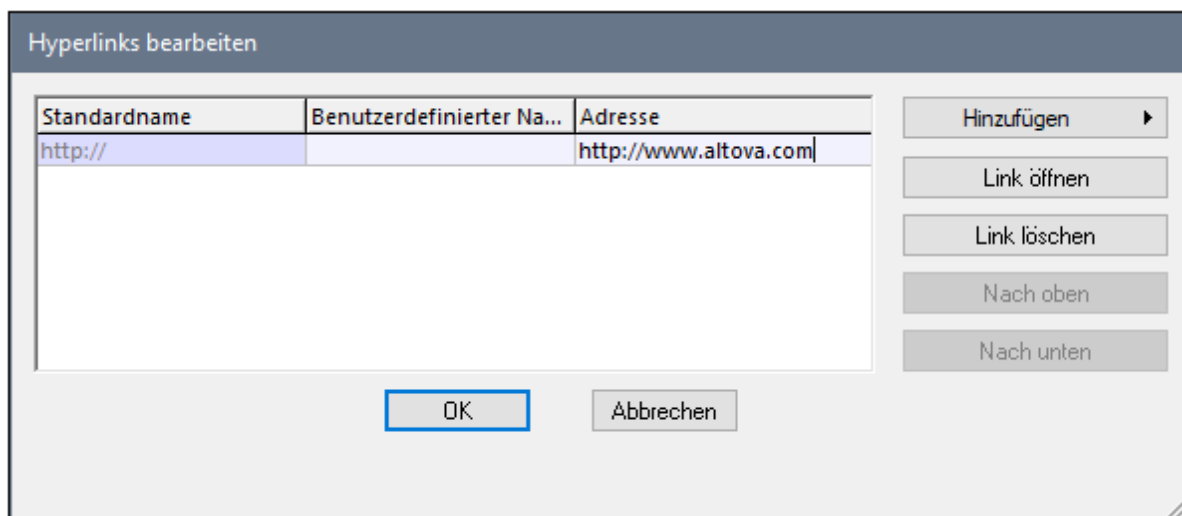 Hyperlinks bearbeiten
Standardname Benutzerdefinierter Na... Adresse
http:// http://www.altova.com
Hinzufügen
Link öffnen
Link löschen
Nach oben
Nach unten
OK Abbrechen